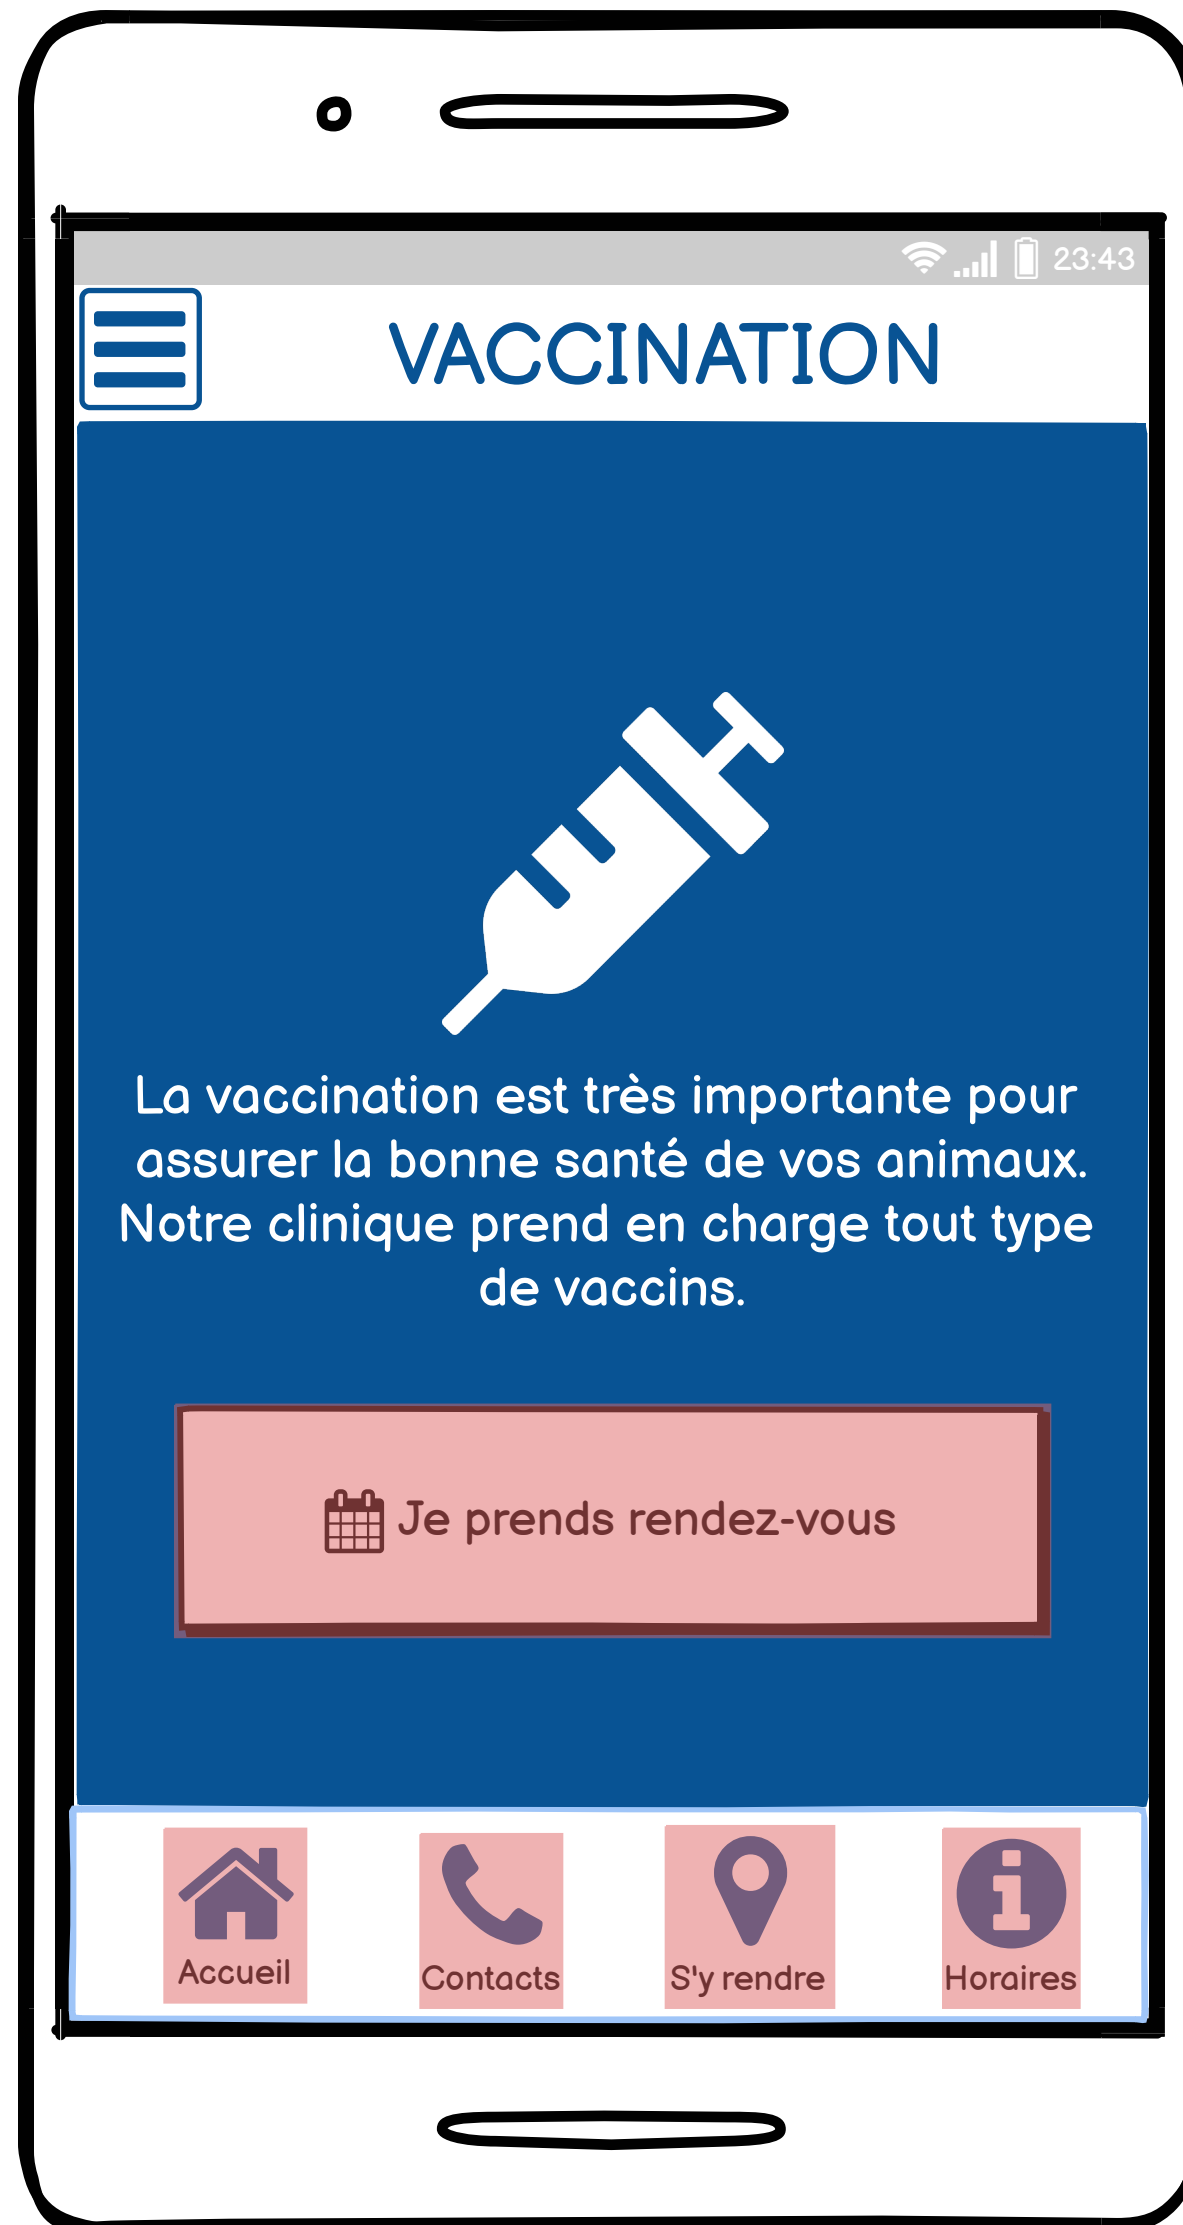 23:43
VACCINATION
La vaccination est très importante pour
assurer la bonne santé de vos animaux.
Notre clinique prend en charge tout type
de vaccins.
Je prends rendez-vous
Accueil
Contacts
S'y rendre
Horaires